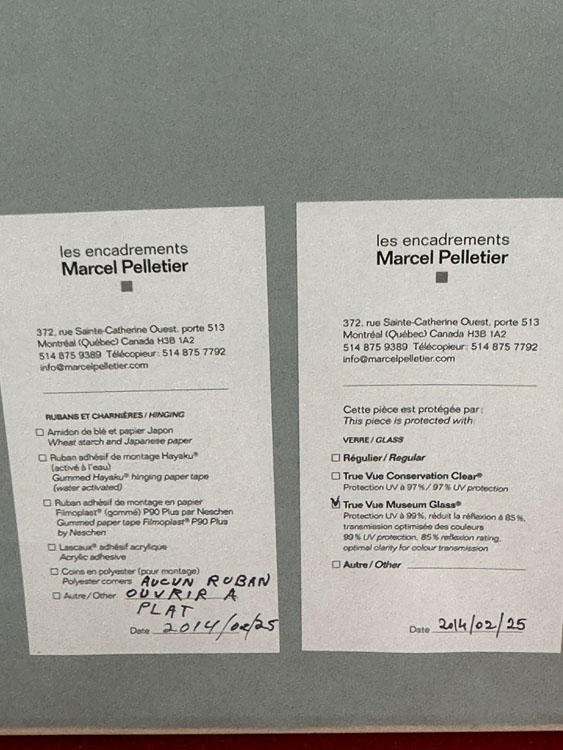 les encadrements
Marcel Pelletier
372, rue Sainte-Catherine Ouest, porte 513
Montréal (Québec) Canada H3B 1A2
514 875 9389 Télécopieur: 514 875 7792
info@marcelpelletier.com
RUBANS ET CHARNIÈRES / HINGING
☐ Amidon de blé et papier Japon
Wheat starch and Japanese paper
☐ Ruban adhésif de montage Hayaku®
(activé à l'eau)
Gummed Hayaku® hinging paper tape
(water activated)
☐ Ruban adhésif de montage en papier
Filmoplast® (gommé) P90 Plus par Neschen
Gummed paper tape Filmoplast® P90 Plus
by Neschen
☐ Lascaux® adhésif acrylique
Acrylic adhesive
☐ Coins en polyester (pour montage)
Polyester corners AUCUN RUBAN
☐ Autre / Other OUVRIR A
PLAT
Date 2014/02/25
les encadrements
Marcel Pelletier
372, rue Sainte-Catherine Ouest, porte 513
Montréal (Québec) Canada H3B 1A2
514 875 9389 Télécopieur: 514 875 7792
info@marcelpelletier.com
Cette pièce est protégée par:
This piece is protected with:
VERRE / GLASS
☐ Régulier / Regular
☐ True Vue Conservation Clear®
Protection UV à 97% / 97% UV protection
☑ True Vue Museum Glass®
Protection UV à 99%, réduit la réflexion à 85%,
transmission optimisée des couleurs
99% UV protection, 85% reflexion rating,
optimal clarity for colour transmission
☐ Autre / Other
Date 2014/02/25